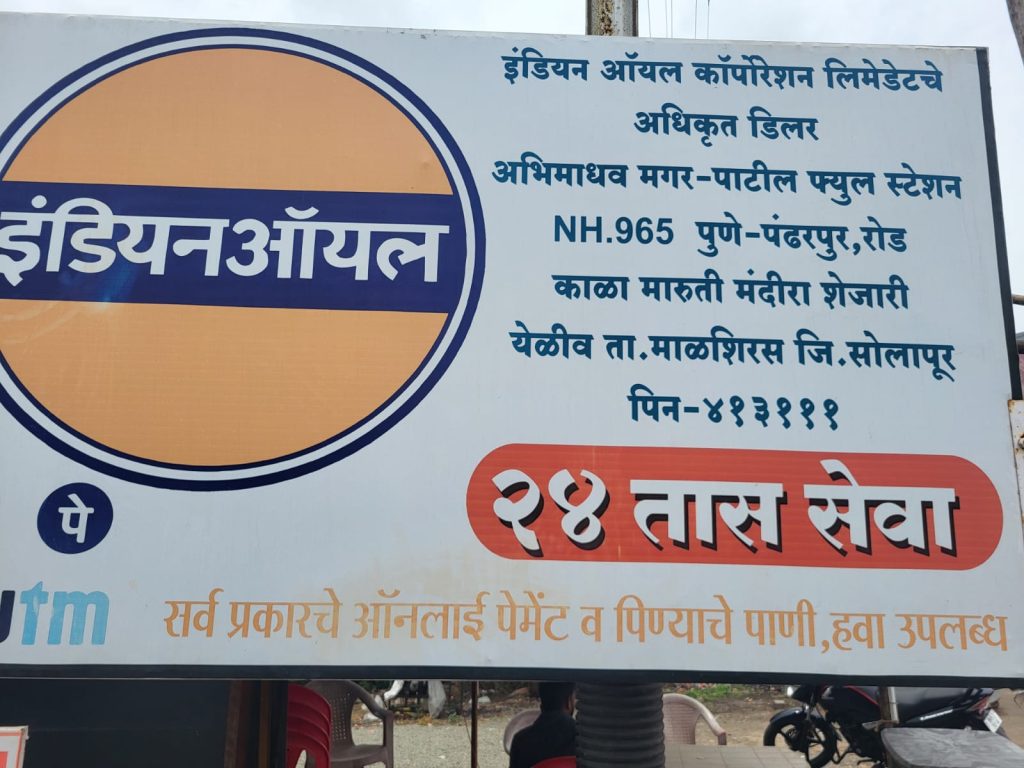 इंडियन ऑयल कॉर्पोरेशन लिमेडेटचे
अधिकृत डिलर
अभिमाधव मगर-पाटील फ्युल स्टेशन
NH.965 पुणे-पंढरपुर,रोड
काळा मारुती मंदीरा शेजारी
येळीव ता.माळशिरस जि.सोलापूर
पिन-४१३१११
इंडियनऑयल
२४ तास सेवा
पे
tm
सर्व प्रकारचे ऑनलाई पेमेंट व पिण्याचे पाणी,हवा उपलब्ध